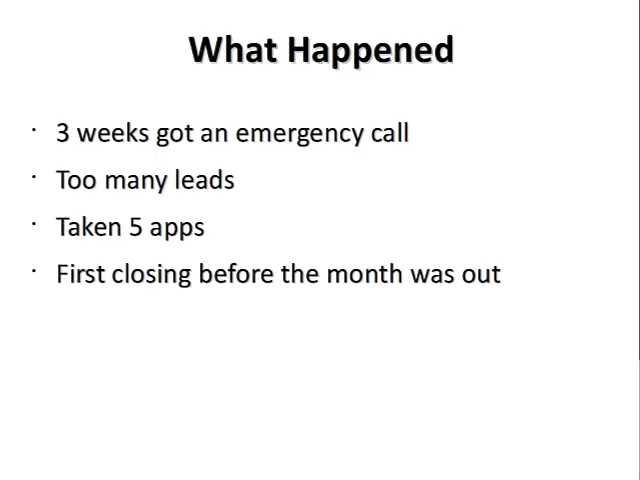 What Happened
· 3 weeks got an emergency call
· Too many leads
· Taken 5 apps
· First closing before the month was out